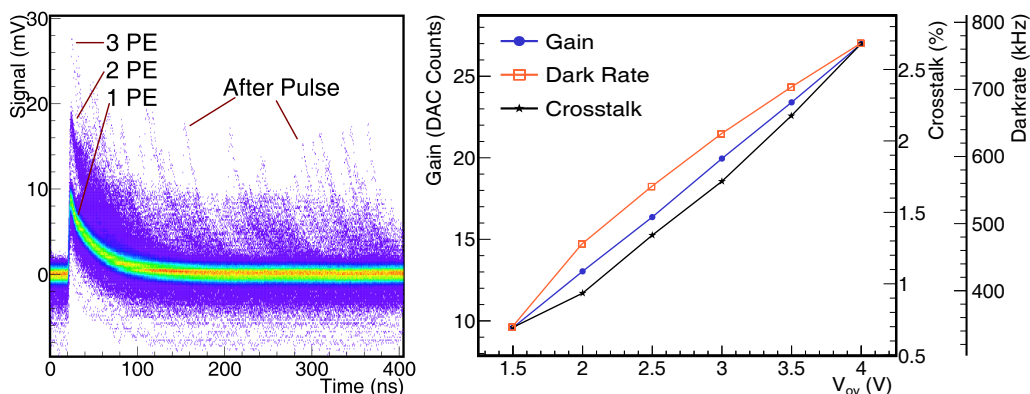 Signal (mV)
30
20
10
0
3 PE
2 PE
1 PE
After Pulse
0
100
200
300
400
Time (ns)
Gain (DAC Counts)
25
20
15
10
Gain
Dark Rate
Crosstalk
1.5
2
2.5
3
3.5
4
V_ov (V)
Crosstalk (%)
2.5
2
1.5
1
0.5
Darkrate (kHz)
800
700
600
500
400